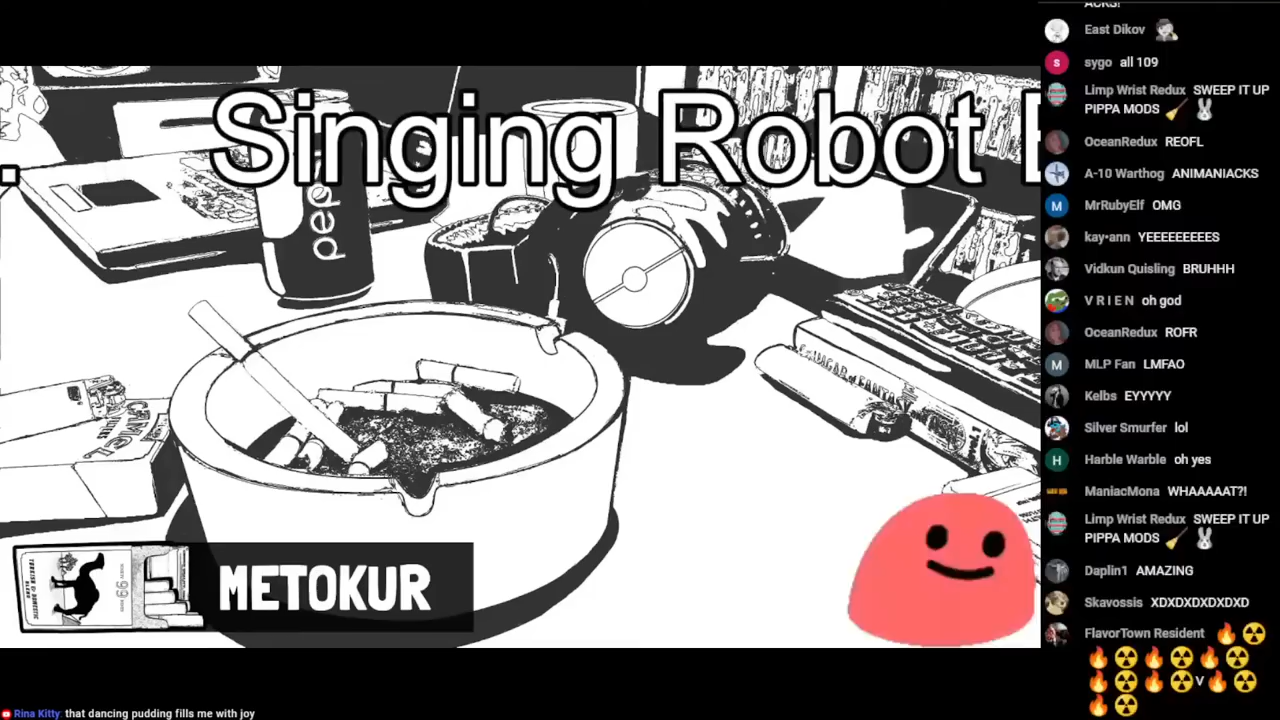 . Singing Robot
pep
CAMEL
METOKUR
ACKS!
East Dikov
sygo all 109
Limp Wrist Redux SWEEP IT UP
PIPPA MODS 🧹 🐰
OceanRedux REOFL
A-10 Warthog ANIMANIACKS
MrRubyElf OMG
kay•ann YEEEEEEEEES
Vidkun Quisling BRUHHH
V R I E N oh god
OceanRedux ROFR
MLP Fan LMFAO
Kelbs EYYYYY
Silver Smurfer lol
Harble Warble oh yes
ManiacMona WHAAAAAT?!
Limp Wrist Redux SWEEP IT UP
PIPPA MODS 🧹 🐰
Daplin1 AMAZING
Skavossis XDXDXDXDXDXD
FlavorTown Resident 🔥 ☢
🔥 ☢ 🔥 ☢ 🔥 ☢
🔥 ☢ 🔥 ☢ v 🔥 ☢
🔥 ☢
Rina Kitty: that dancing pudding fills me with joy